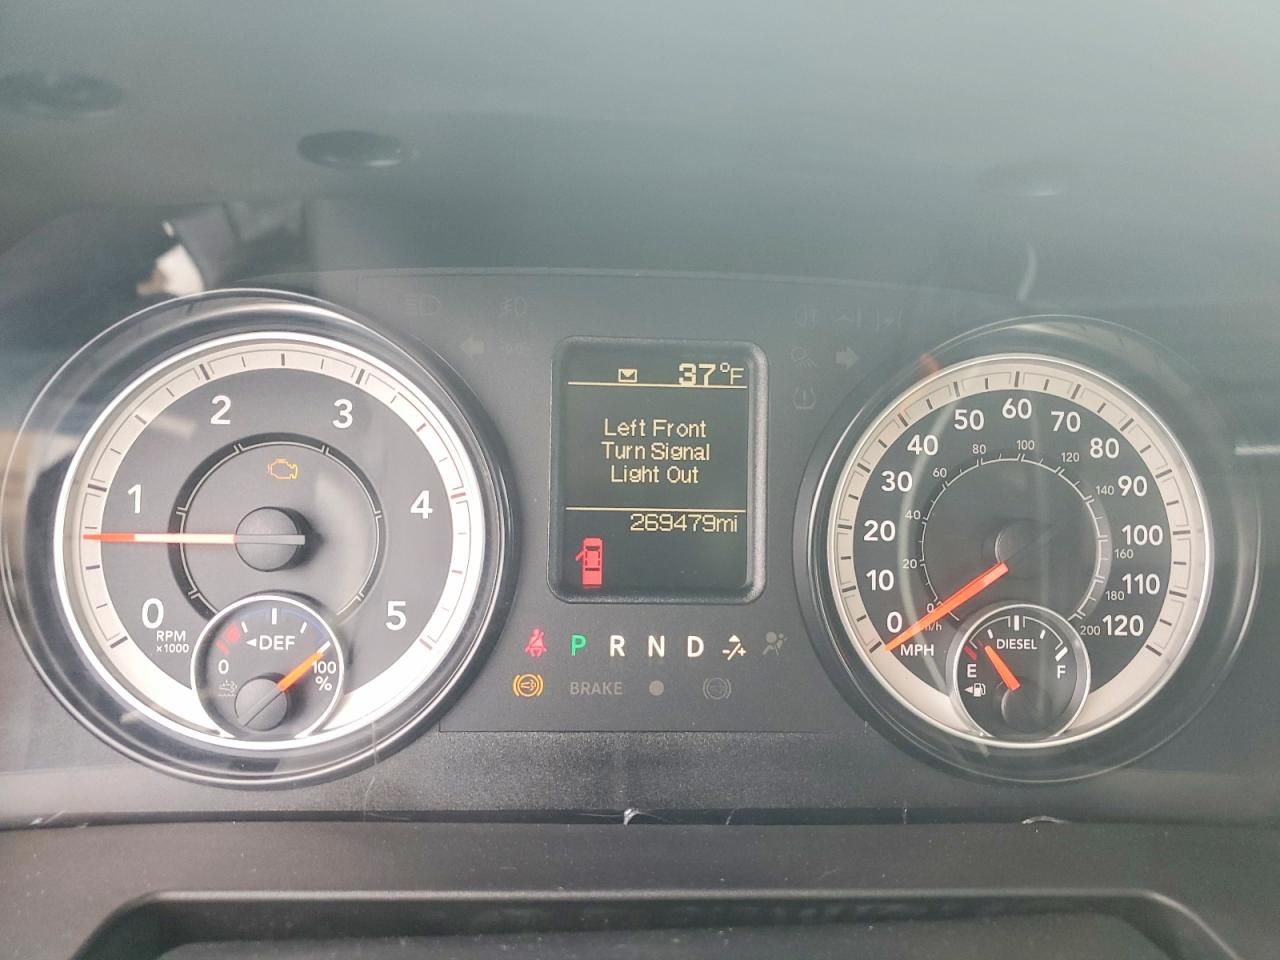 37°F
Left Front
Turn Signal
Light Out
269479mi
0
1
2
3
4
5
RPM
x1000
◄DEF
0
100
%
P R N D
BRAKE
0
10
20
30
40
50
60
70
80
90
100
110
120
MPH
0
20
40
60
80
100
120
140
160
180
200
km/h
DIESEL
E
F